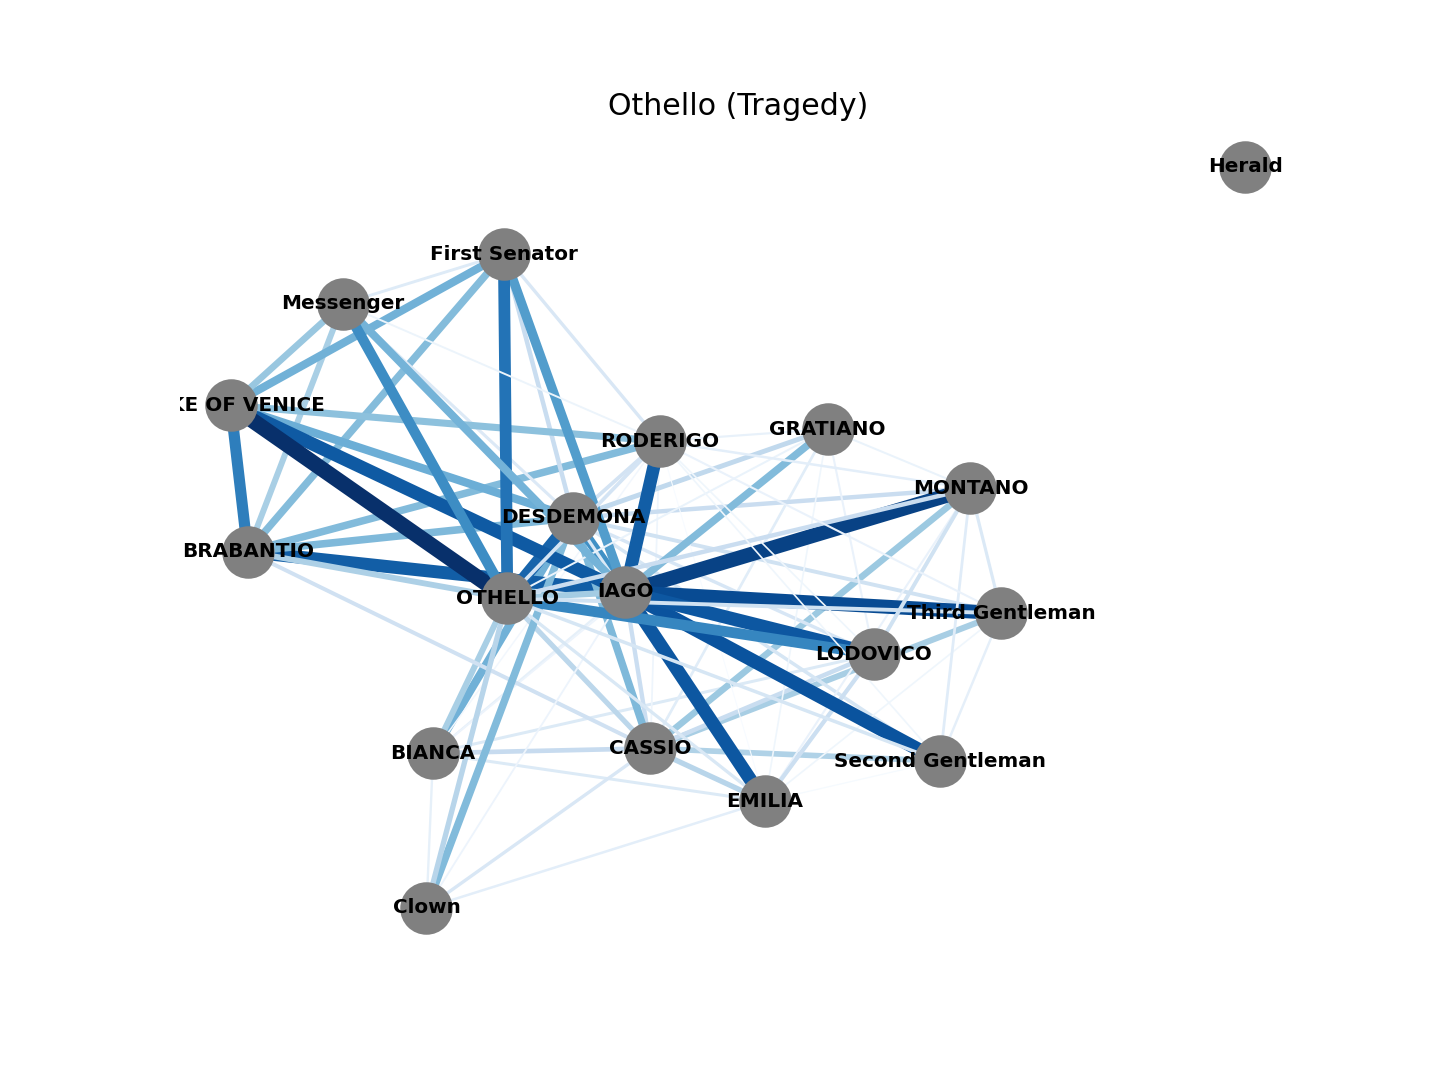 Othello (Tragedy)
Herald
First Senator
Messenger
KE OF VENICE
RODERIGO
GRATIANO
MONTANO
DESDEMONA
BRABANTIO
OTHELLO
IAGO
Third Gentleman
LODOVICO
BIANCA
CASSIO
Second Gentleman
EMILIA
Clown